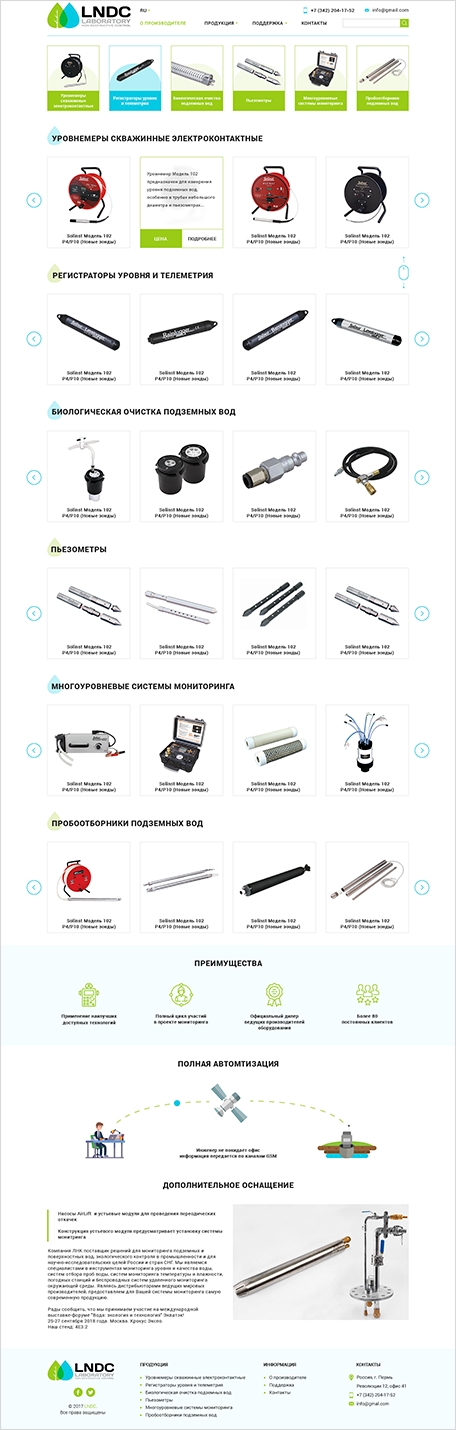 LNDC
LABORATORY
RU
+7 (342) 204-17-52
info@gmail.com
О ПРОИЗВОДИТЕЛЕ
ПРОДУКЦИЯ
ПОДДЕРЖКА
КОНТАКТЫ
Уровнемеры
скважинные
электроконтактные
Регистраторы уровня
и телеметрия
Биологическая очистка
подземных вод
Пьезометры
Многоуровневые
системы мониторинга
Пробоотборники
подземных вод
УРОВНЕМЕРЫ СКВАЖИННЫЕ ЭЛЕКТРОКОНТАКТНЫЕ
Solinst Модель 102
P4/P10 (Новые зонды)
Уровнемер Модель 102
предназначен для измерения
уровня подземных вод,
особенно в трубах небольшого
диаметра и пьезометрах...
ЦЕНА
ПОДРОБНЕЕ
Solinst Модель 102
P4/P10 (Новые зонды)
Solinst Модель 102
P4/P10 (Новые зонды)
РЕГИСТРАТОРЫ УРОВНЯ И ТЕЛЕМЕТРИЯ
Solinst Модель 102
P4/P10 (Новые зонды)
Solinst Модель 102
P4/P10 (Новые зонды)
Solinst Модель 102
P4/P10 (Новые зонды)
Solinst Модель 102
P4/P10 (Новые зонды)
БИОЛОГИЧЕСКАЯ ОЧИСТКА ПОДЗЕМНЫХ ВОД
Solinst Модель 102
P4/P10 (Новые зонды)
Solinst Модель 102
P4/P10 (Новые зонды)
Solinst Модель 102
P4/P10 (Новые зонды)
Solinst Модель 102
P4/P10 (Новые зонды)
ПЬЕЗОМЕТРЫ
Solinst Модель 102
P4/P10 (Новые зонды)
Solinst Модель 102
P4/P10 (Новые зонды)
Solinst Модель 102
P4/P10 (Новые зонды)
Solinst Модель 102
P4/P10 (Новые зонды)
МНОГОУРОВНЕВЫЕ СИСТЕМЫ МОНИТОРИНГА
Solinst Модель 102
P4/P10 (Новые зонды)
Solinst Модель 102
P4/P10 (Новые зонды)
Solinst Модель 102
P4/P10 (Новые зонды)
Solinst Модель 102
P4/P10 (Новые зонды)
ПРОБООТБОРНИКИ ПОДЗЕМНЫХ ВОД
Solinst Модель 102
P4/P10 (Новые зонды)
Solinst Модель 102
P4/P10 (Новые зонды)
Solinst Модель 102
P4/P10 (Новые зонды)
Solinst Модель 102
P4/P10 (Новые зонды)
ПРЕИМУЩЕСТВА
Применение наилучших
доступных технологий
Полный цикл участий
в проекте мониторинга
Официальный дилер
ведущих производителей
оборудования
Более 80
постоянных клиентов
ПОЛНАЯ АВТОМТИЗАЦИЯ
Инженер не покидает офис
информация передается по каналам GSM
ДОПОЛНИТЕЛЬНОЕ ОСНАЩЕНИЕ
Насосы AirLift и устьевые модули для проведения переодических
откачек
Конструкция устьевого модуля предусматривает установку системы
монитринга
Компания ЛНК поставщик решений для мониторинга подземных и
поверхностных вод, экологического контроля в промышленности и для
научно-исследовательских целей России и стран СНГ. Мы являемся
специалистами в инструментах мониторинга уровня и качества воды,
систем отбора проб воды, систем мониторинга температуры и влажности,
погодных станций и беспроводных систем удаленного мониторинга
окружающей среды. Являясь дистрибьюторами ведущих мировых
производителей, предоставляем для Вашей системы мониторинга самую
современную продукцию.
Рады сообщить, что мы принимаем участие на международной
выставке-форуме "Вода: экология и технология" Экватэк!
25-27 сентября 2018 года. Москва. Крокус Экспо.
Наш стенд: 4Е3.2
LNDC
LABORATORY
© 2017 LNDC.
Все права защищены
ПРОДУКЦИЯ
Уровнемеры скважинные электроконтактные
Регистраторы уровня и телеметрия
Биологическая очистка подземных вод
Пьезометры
Многоуровневые системы мониторинга
Пробоотборники подземных вод
ИНФОРМАЦИЯ
О производителе
Поддержка
Контакты
КОНТАКТЫ
Россия, г. Пермь
Революции 12, офис 41
+7 (342) 204-17-52
info@gmail.com